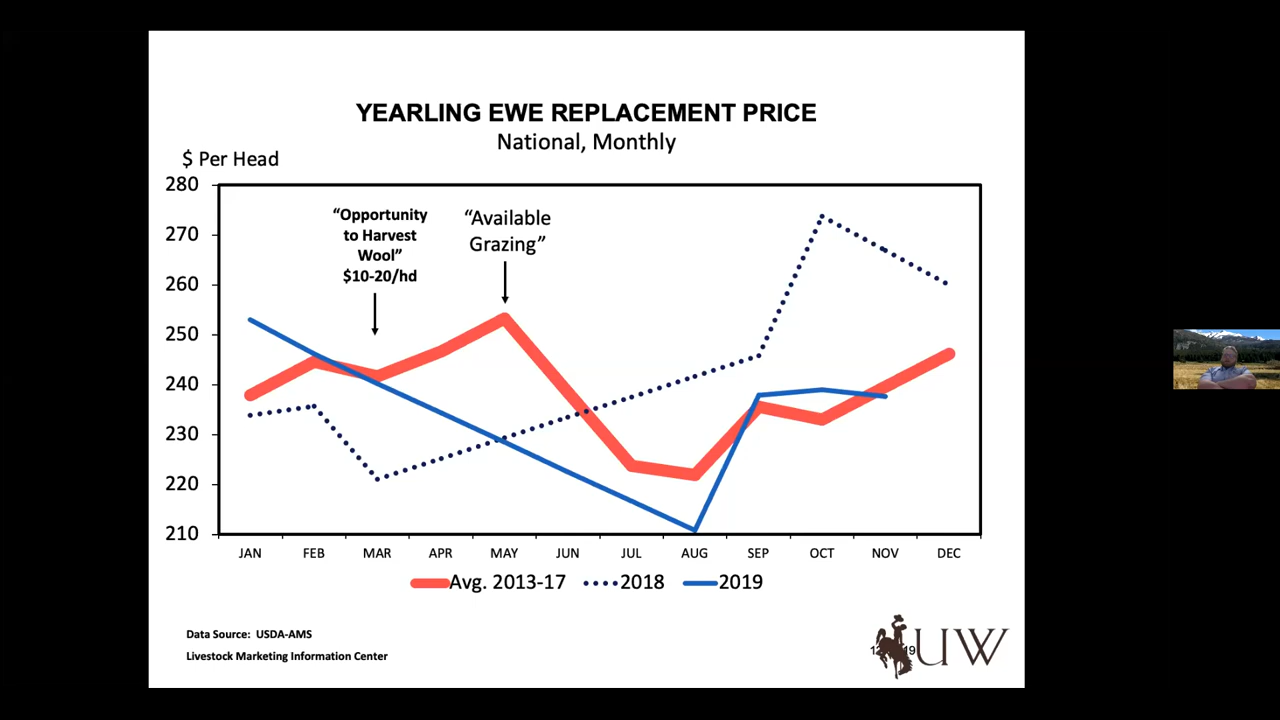 YEARLING EWE REPLACEMENT PRICE
National, Monthly
$ Per Head
280
270
260
250
240
230
220
210
“Opportunity
to Harvest
Wool”
$10-20/hd
“Available
Grazing”
JAN FEB MAR APR MAY JUN JUL AUG SEP OCT NOV DEC
Avg. 2013-17 2018 2019
Data Source: USDA-AMS
Livestock Marketing Information Center
UW